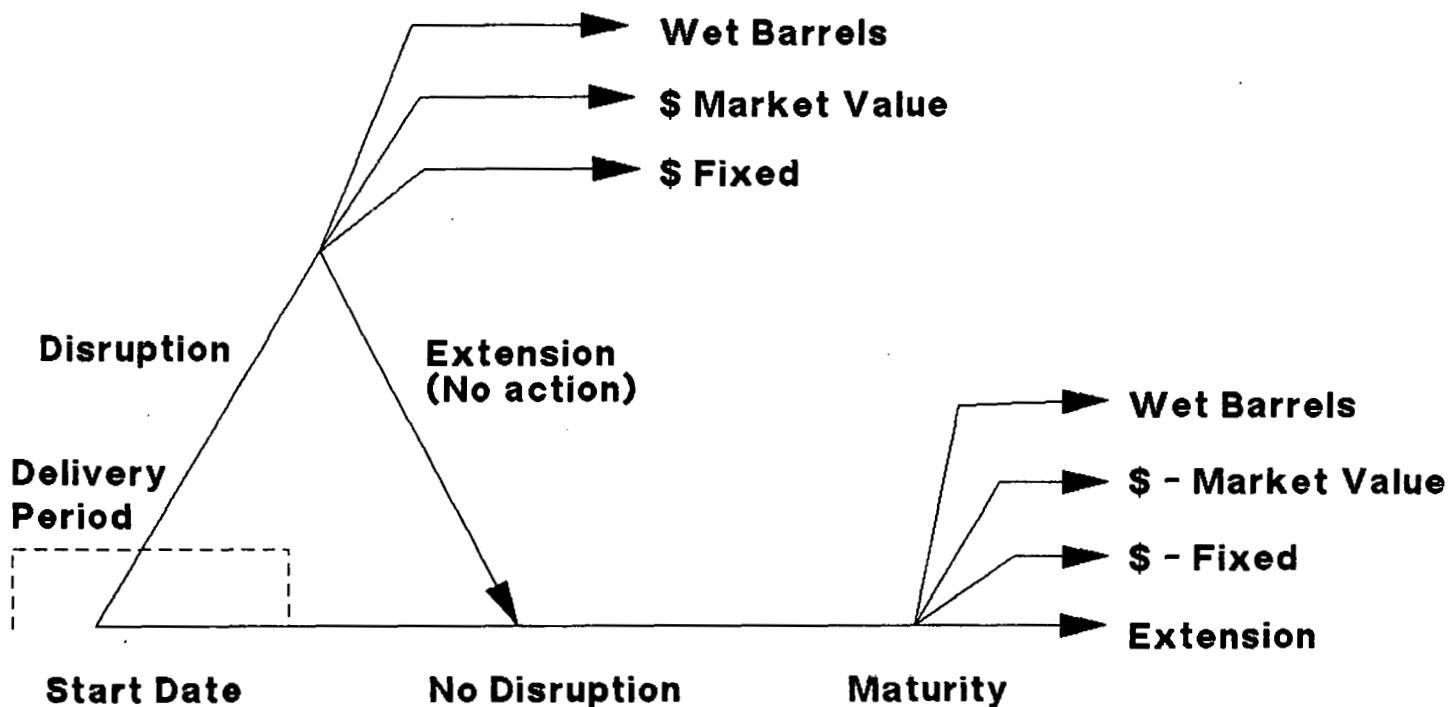 Wet Barrels
$ Market Value
$ Fixed
Disruption
Extension
(No action)
Wet Barrels
Delivery
Period
$ - Market Value
$ - Fixed
Extension
Start Date
No Disruption
Maturity